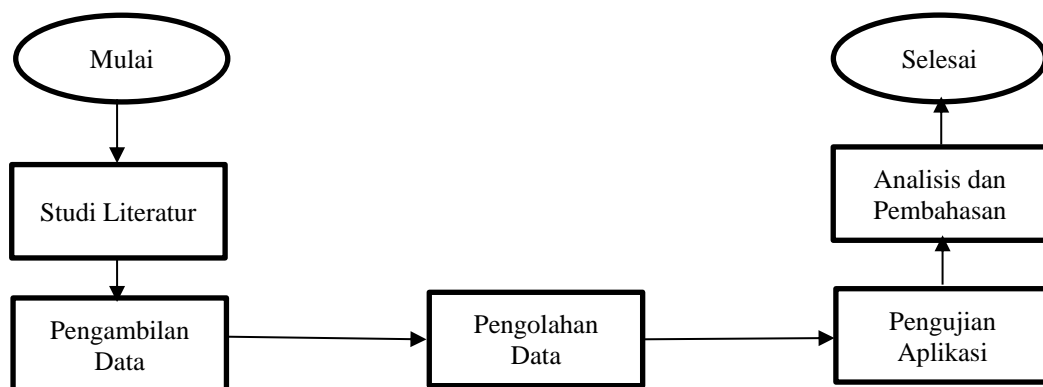 Mulai
Studi Literatur
Pengambilan
Data
Pengolahan
Data
Pengujian
Aplikasi
Analisis dan
Pembahasan
Selesai